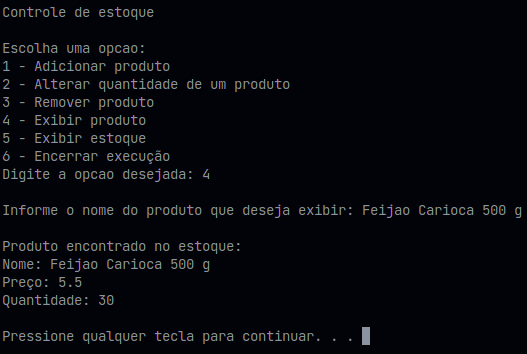 Controle de estoque
Escolha uma opcao:
1 - Adicionar produto
2 - Alterar quantidade de um produto
3 - Remover produto
4 - Exibir produto
5 - Exibir estoque
6 - Encerrar execução
Digite a opcao desejada: 4
Informe o nome do produto que deseja exibir: Feijao Carioca 500 g
Produto encontrado no estoque:
Nome: Feijao Carioca 500 g
Preço: 5.5
Quantidade: 30
Pressione qualquer tecla para continuar. . .